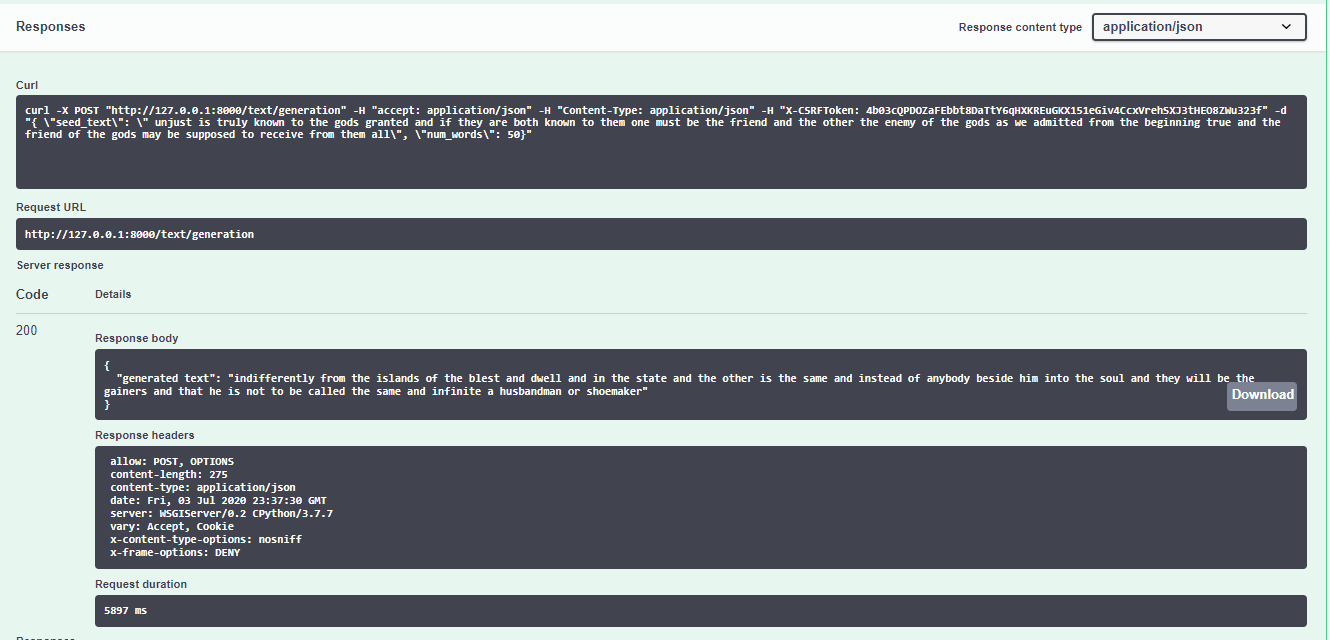 Responses
Response content type
application/json
Curl
curl -X POST "http://127.0.0.1:8000/text/generation" -H "accept: application/json" -H "Content-Type: application/json" -H "X-CSRFToken: 4b03cQPDOZaFEbbt8DaTtY6qHXKREuGKX151eGiv4CcxVrehSXJ3tHEO8ZWu323f" -d
"{ \"seed_text\": \" unjust is truly known to the gods granted and if they are both known to them one must be the friend and the other the enemy of the gods as we admitted from the beginning true and the
friend of the gods may be supposed to receive from them all\", \"num_words\": 50}"
Request URL
http://127.0.0.1:8000/text/generation
Server response
Code
Details
200
Response body
{
"generated text": "indifferently from the islands of the blest and dwell and in the state and the other is the same and instead of anybody beside him into the soul and they will be the
gainers and that he is not to be called the same and infinite a husbandman or shoemaker"
}
Download
Response headers
allow: POST, OPTIONS
content-length: 275
content-type: application/json
date: Fri, 03 Jul 2020 23:37:30 GMT
server: WSGIServer/0.2 CPython/3.7.7
vary: Accept, Cookie
x-content-type-options: nosniff
x-frame-options: DENY
Request duration
5897 ms